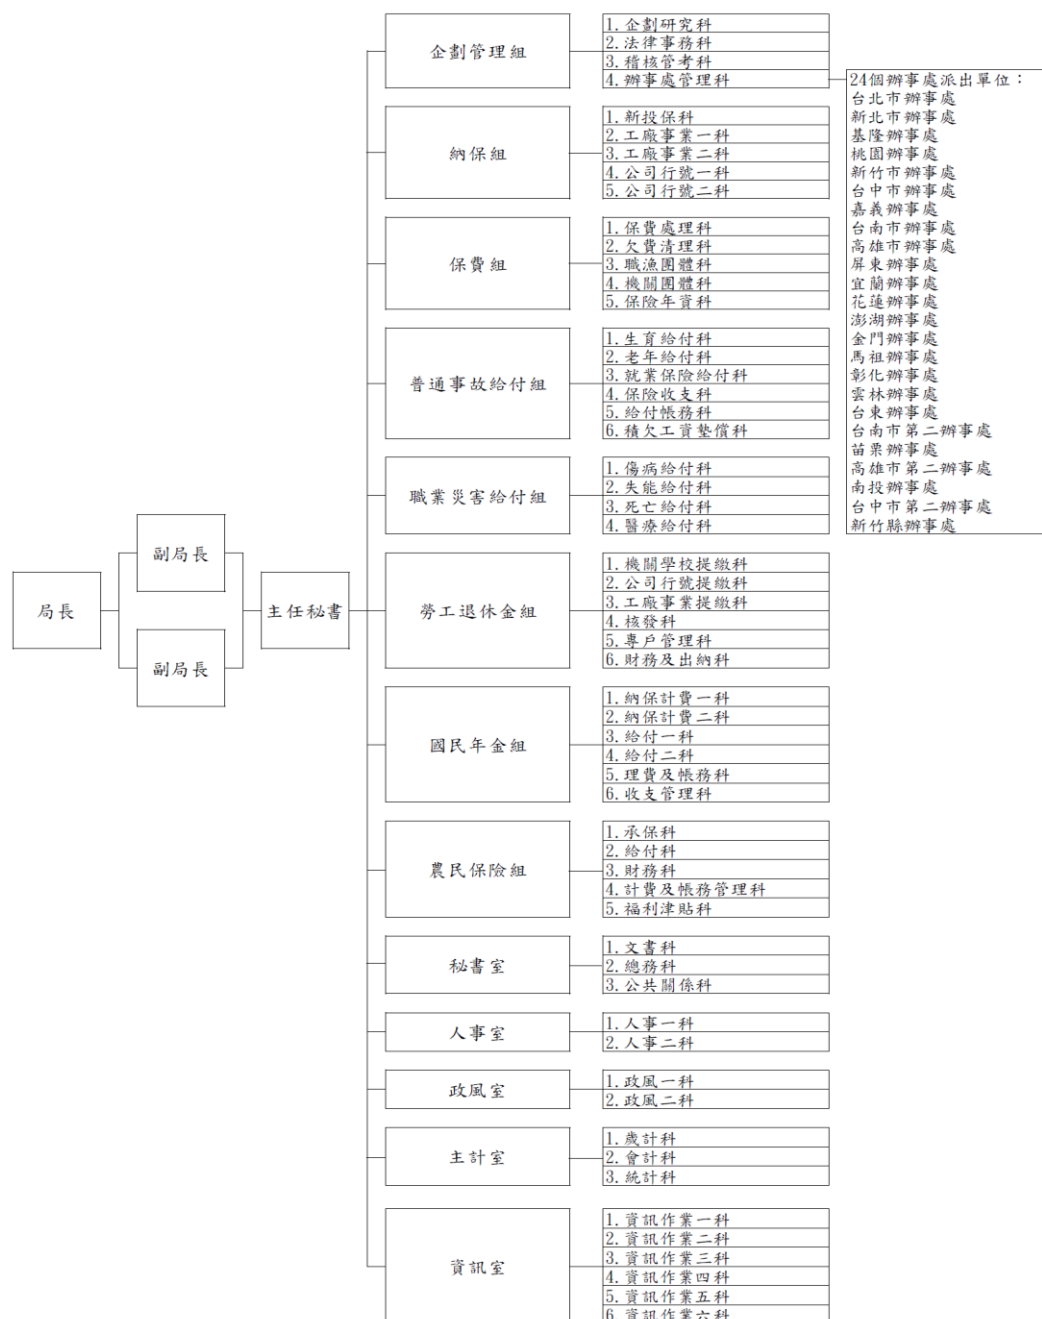 局長
副局長
副局長
主任秘書
企劃管理組
1.企劃研究科
2.法律事務科
3.稽核管考科
4.辦事處管理科
24個辦事處派出單位：
台北市辦事處
新北市辦事處
基隆辦事處
桃園辦事處
新竹市辦事處
台中市辦事處
嘉義辦事處
台南市辦事處
高雄市辦事處
屏東辦事處
宜蘭辦事處
花蓮辦事處
澎湖辦事處
金門辦事處
馬祖辦事處
彰化辦事處
雲林辦事處
台東辦事處
台南市第二辦事處
苗栗辦事處
高雄市第二辦事處
南投辦事處
台中市第二辦事處
新竹縣辦事處
納保組
1.新投保科
2.工廠事業一科
3.工廠事業二科
4.公司行號一科
5.公司行號二科
保費組
1.保費處理科
2.欠費清理科
3.職漁團體科
4.機關團體科
5.保險年資科
普通事故給付組
1.生育給付科
2.老年給付科
3.就業保險給付科
4.保險收支科
5.給付帳務科
6.積欠工資墊償科
職業災害給付組
1.傷病給付科
2.失能給付科
3.死亡給付科
4.醫療給付科
勞工退休金組
1.機關學校提繳科
2.公司行號提繳科
3.工廠事業提繳科
4.核發科
5.專戶管理科
6.財務及出納科
國民年金組
1.納保計費一科
2.納保計費二科
3.給付一科
4.給付二科
5.理費及帳務科
6.收支管理科
農民保險組
1.承保科
2.給付科
3.財務科
4.計費及帳務管理科
5.福利津貼科
秘書室
1.文書科
2.總務科
3.公共關係科
人事室
1.人事一科
2.人事二科
政風室
1.政風一科
2.政風二科
主計室
1.歲計科
2.會計科
3.統計科
資訊室
1.資訊作業一科
2.資訊作業二科
3.資訊作業三科
4.資訊作業四科
5.資訊作業五科
6.資訊作業六科